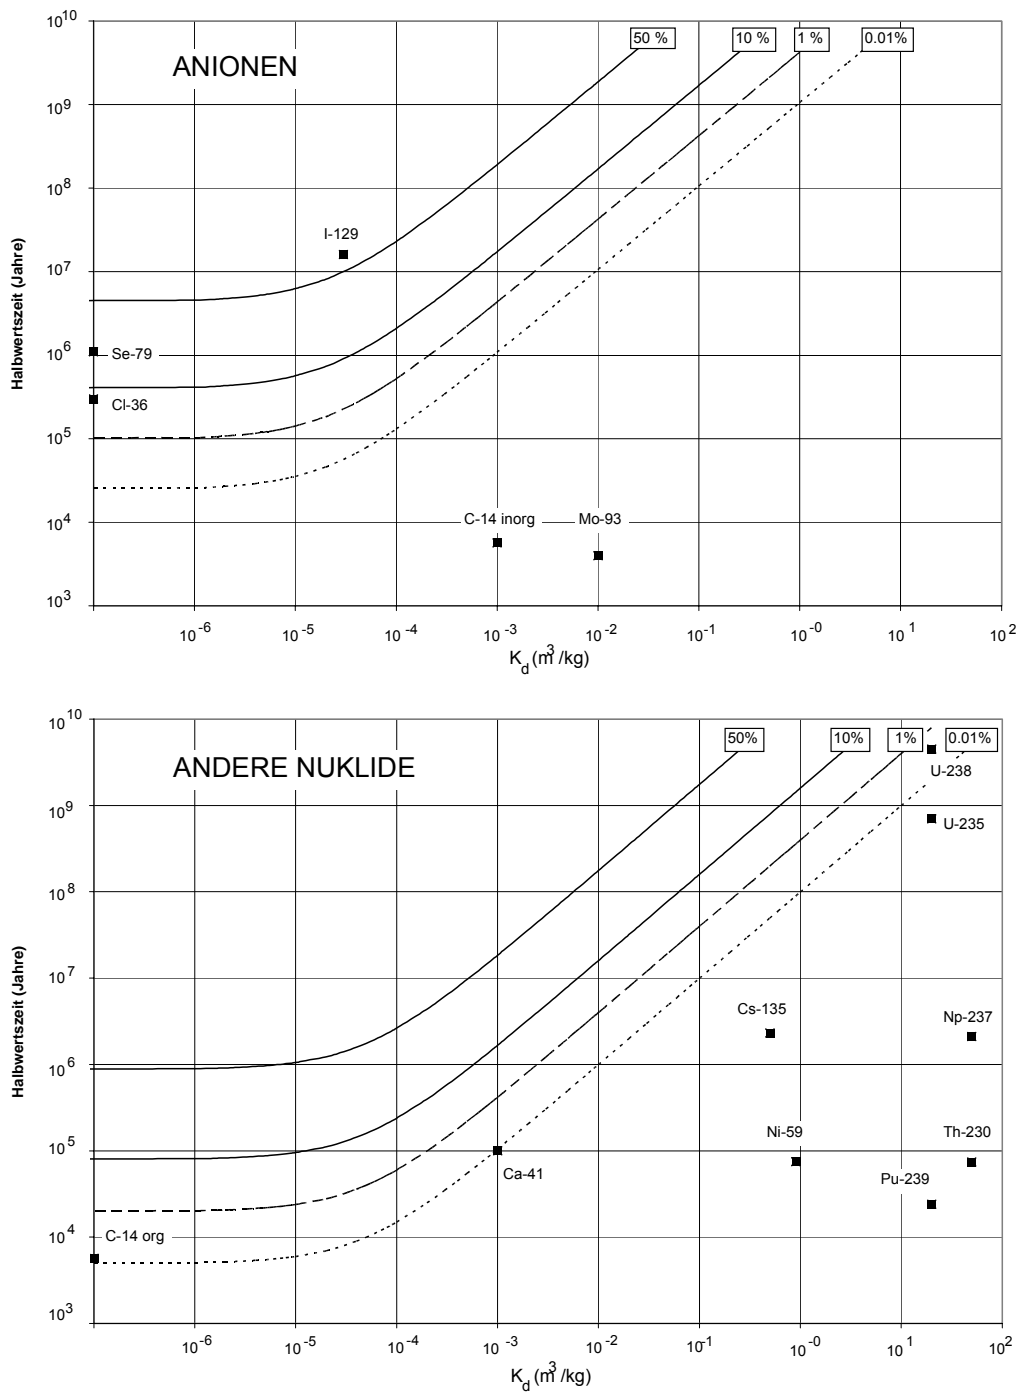 ANIONEN
50 %
10 %
1 %
0.01%
10^10
10^9
10^8
10^7
10^6
10^5
10^4
10^3
Halbwertszeit (Jahre)
I-129
Se-79
Cl-36
C-14 inorg
Mo-93
10^-6
10^-5
10^-4
10^-3
10^-2
10^-1
10^-0
10^1
10^2
K_d (m^3 /kg)
ANDERE NUKLIDE
50%
10%
1%
0.01%
10^10
10^9
10^8
10^7
10^6
10^5
10^4
10^3
Halbwertszeit (Jahre)
U-238
U-235
Cs-135
Np-237
Ni-59
Th-230
Ca-41
Pu-239
C-14 org
10^-6
10^-5
10^-4
10^-3
10^-2
10^-1
10^-0
10^1
10^2
K_d (m^3 /kg)